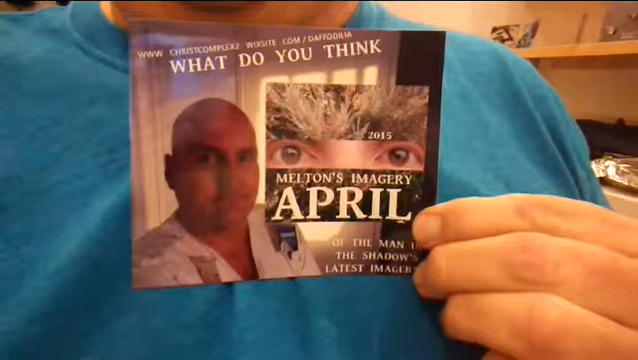 WWW CHRISTCOMPLEX2 WIXSITE COM / DAFFODILIA
WHAT DO YOU THINK
2015
MELTON'S IMAGERY
APRIL
OF THE MAN
THE SHADOW'S
LATEST IMAGERY